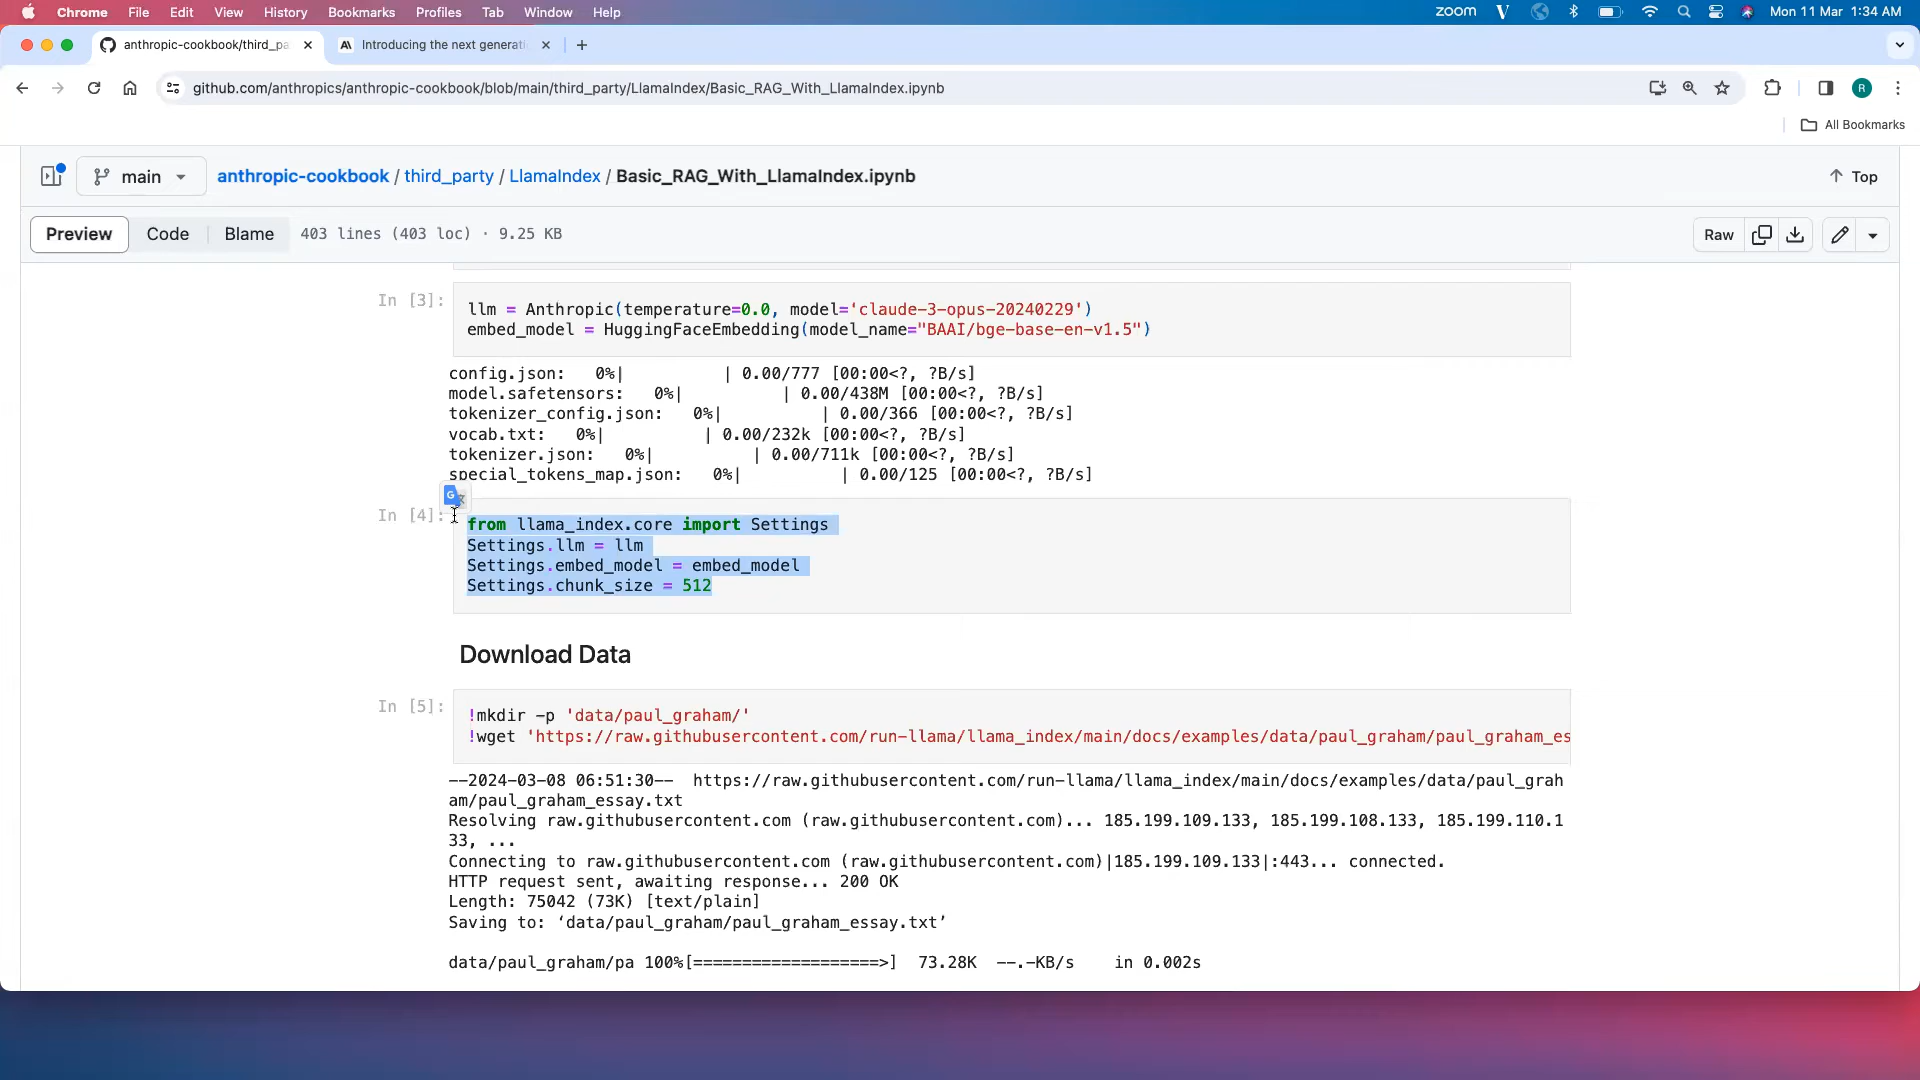 Chrome File Edit View History Bookmarks Profiles Tab Window Help zoom Mon 11 Mar 1:34 AM
anthropic-cookbook/third_pa Introducing the next generati
github.com/anthropics/anthropic-cookbook/blob/main/third_party/LlamaIndex/Basic_RAG_With_LlamaIndex.ipynb R
All Bookmarks
main anthropic-cookbook / third_party / LlamaIndex / Basic_RAG_With_LlamaIndex.ipynb Top
Preview Code Blame 403 lines (403 loc) · 9.25 KB Raw
In [3]:
llm = Anthropic(temperature=0.0, model='claude-3-opus-20240229')
embed_model = HuggingFaceEmbedding(model_name="BAAI/bge-base-en-v1.5")
config.json:   0%|          | 0.00/777 [00:00<?, ?B/s]
model.safetensors:   0%|          | 0.00/438M [00:00<?, ?B/s]
tokenizer_config.json:   0%|          | 0.00/366 [00:00<?, ?B/s]
vocab.txt:   0%|          | 0.00/232k [00:00<?, ?B/s]
tokenizer.json:   0%|          | 0.00/711k [00:00<?, ?B/s]
special_tokens_map.json:   0%|          | 0.00/125 [00:00<?, ?B/s]
In [4]:
from llama_index.core import Settings
Settings.llm = llm
Settings.embed_model = embed_model
Settings.chunk_size = 512
Download Data
In [5]:
!mkdir -p 'data/paul_graham/'
!wget 'https://raw.githubusercontent.com/run-llama/llama_index/main/docs/examples/data/paul_graham/paul_graham_es
--2024-03-08 06:51:30--  https://raw.githubusercontent.com/run-llama/llama_index/main/docs/examples/data/paul_grah
am/paul_graham_essay.txt
Resolving raw.githubusercontent.com (raw.githubusercontent.com)... 185.199.109.133, 185.199.108.133, 185.199.110.1
33, ...
Connecting to raw.githubusercontent.com (raw.githubusercontent.com)|185.199.109.133|:443... connected.
HTTP request sent, awaiting response... 200 OK
Length: 75042 (73K) [text/plain]
Saving to: ‘data/paul_graham/paul_graham_essay.txt’
data/paul_graham/pa 100%[===================>]  73.28K  --.-KB/s    in 0.002s